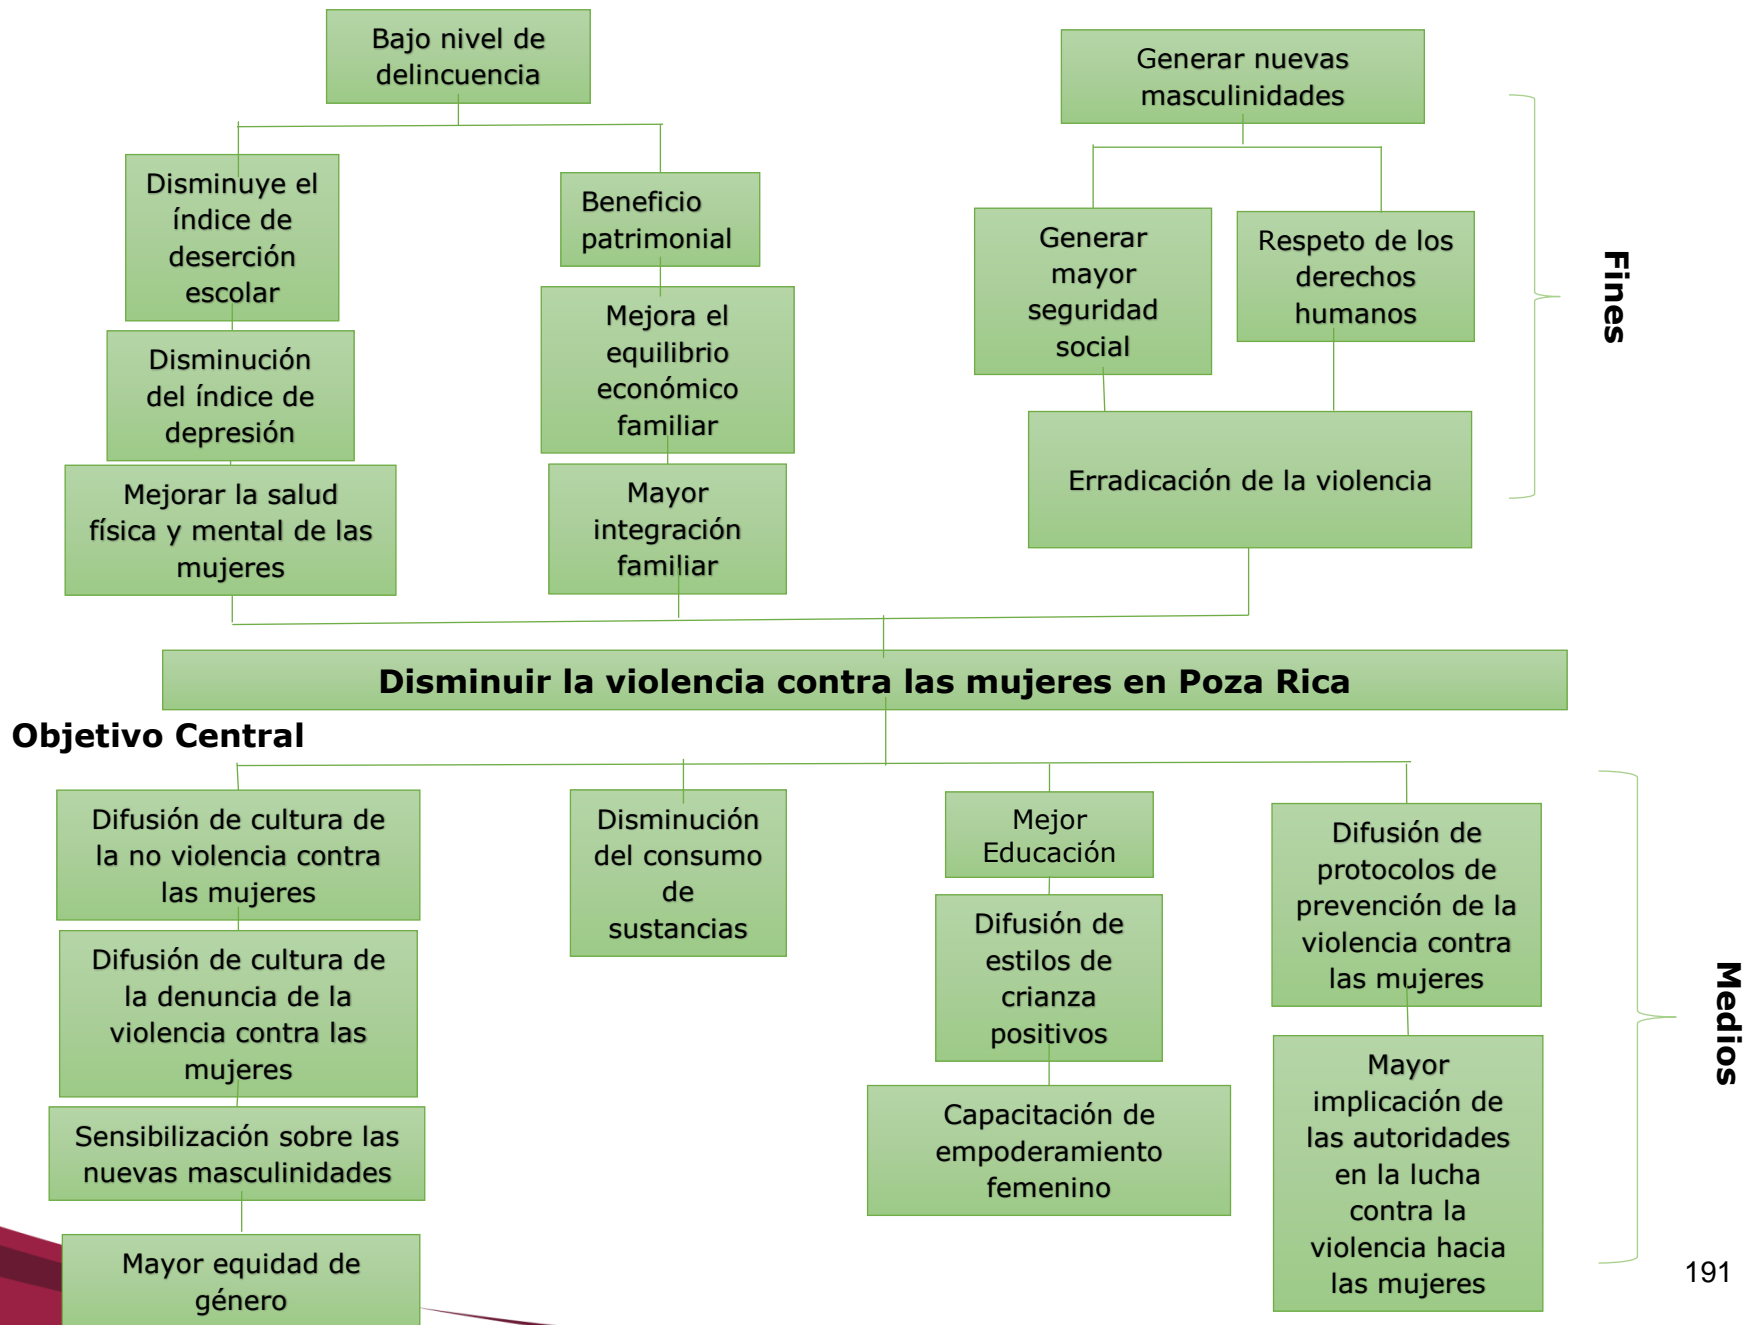 Bajo nivel de
delincuencia
Generar nuevas
masculinidades
Disminuye el
índice de
deserción
escolar
Beneficio
patrimonial
Generar
mayor
seguridad
social
Respeto de los
derechos
humanos
Fines
Disminución
del índice de
depresión
Mejora el
equilibrio
económico
familiar
Erradicación de la violencia
Mejorar la salud
física y mental de las
mujeres
Mayor
integración
familiar
Disminuir la violencia contra las mujeres en Poza Rica
Objetivo Central
Difusión de cultura de
la no violencia contra
las mujeres
Disminución
del consumo
de
sustancias
Mejor
Educación
Difusión de
protocolos de
prevención de la
violencia contra
las mujeres
Difusión de cultura de
la denuncia de la
violencia contra las
mujeres
Difusión de
estilos de
crianza
positivos
Medios
Mayor
implicación de
las autoridades
en la lucha
contra la
violencia hacia
las mujeres
Sensibilización sobre las
nuevas masculinidades
Capacitación de
empoderamiento
femenino
Mayor equidad de
género
191